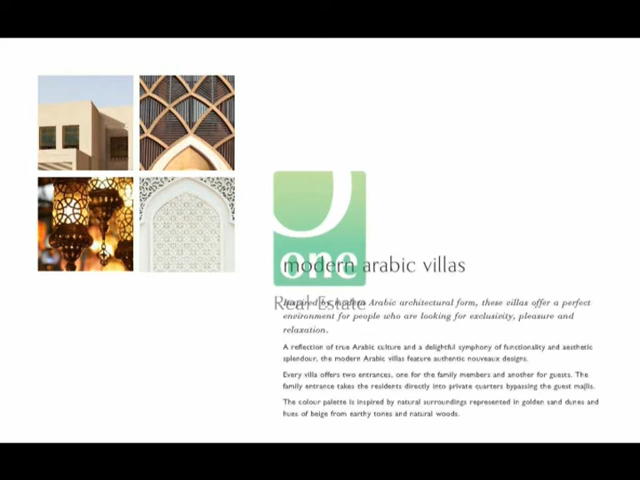 one
Real Estate
modern arabic villas
Inspired by modern Arabic architectural form, these villas offer a perfect
environment for people who are looking for exclusivity, pleasure and
relaxation.
A reflection of true Arabic culture and a delightful symphony of functionality and aesthetic
splendour, the modern Arabic villas feature authentic nouveaux designs.
Every villa offers two entrances, one for the family members and another for guests. The
family entrance takes the residents directly into private quarters bypassing the guest majlis.
The colour palette is inspired by natural surroundings represented in golden sand dunes and
hues of beige from earthy tones and natural woods.